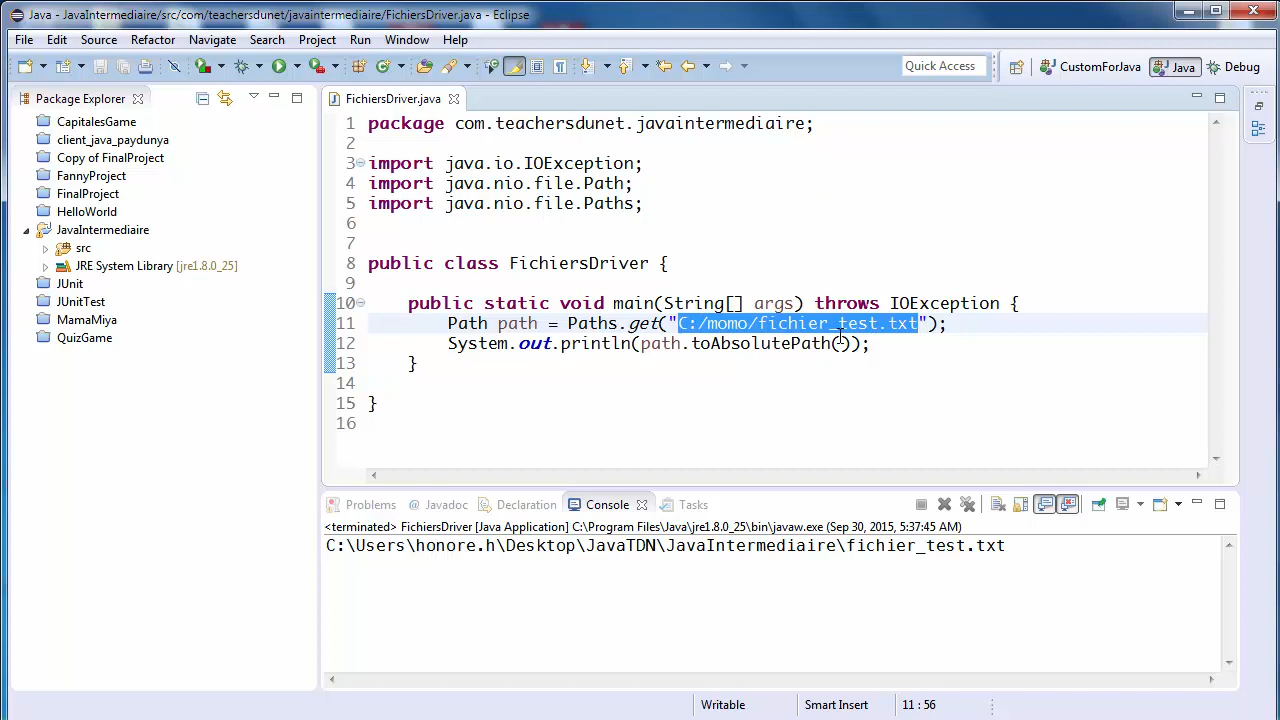 Java - JavaIntermediaire/src/com/teachersdunet/javaintermediaire/FichiersDriver.java - Eclipse
File Edit Source Refactor Navigate Search Project Run Window Help
Quick Access
CustomForJava
Java
Debug
Package Explorer
CapitalesGame
client_java_paydunya
Copy of FinalProject
FannyProject
FinalProject
HelloWorld
JavaIntermediaire
src
JRE System Library [jre1.8.0_25]
JUnit
JUnitTest
MamaMiya
QuizGame
FichiersDriver.java
1 package com.teachersdunet.javaintermediaire;
2
3 import java.io.IOException;
4 import java.nio.file.Path;
5 import java.nio.file.Paths;
6
7
8 public class FichiersDriver {
9
10 public static void main(String[] args) throws IOException {
11 Path path = Paths.get("C:/momo/fichier_test.txt");
12 System.out.println(path.toAbsolutePath());
13 }
14
15 }
16
Problems @ Javadoc Declaration Console Tasks
<terminated> FichiersDriver [Java Application] C:\Program Files\Java\jre1.8.0_25\bin\javaw.exe (Sep 30, 2015, 5:37:45 AM)
C:\Users\honore.h\Desktop\JavaTDN\JavaIntermediaire\fichier_test.txt
Writable
Smart Insert
11 : 56